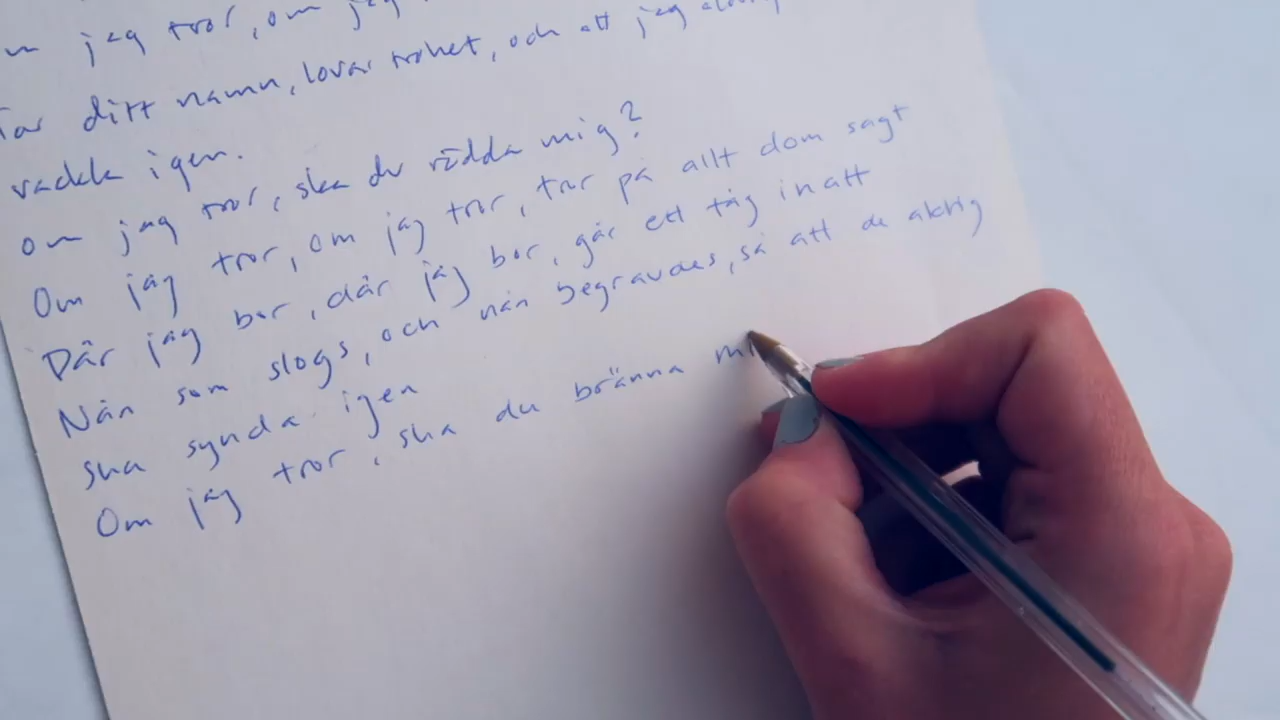 jag tror, om jag
Tar ditt namn, lovar trohet, och att jag aldrig
vackla igen.
om jag tror, ska du rädda mig?
Om jag tror, om jag tror, tror på allt dom sagt
Där jag bor, där jag bor, går ett tåg inatt
Nån som slogs, och nån begravdes, så att de aldrig
ska synda igen
Om jag tror, ska du bränna mi